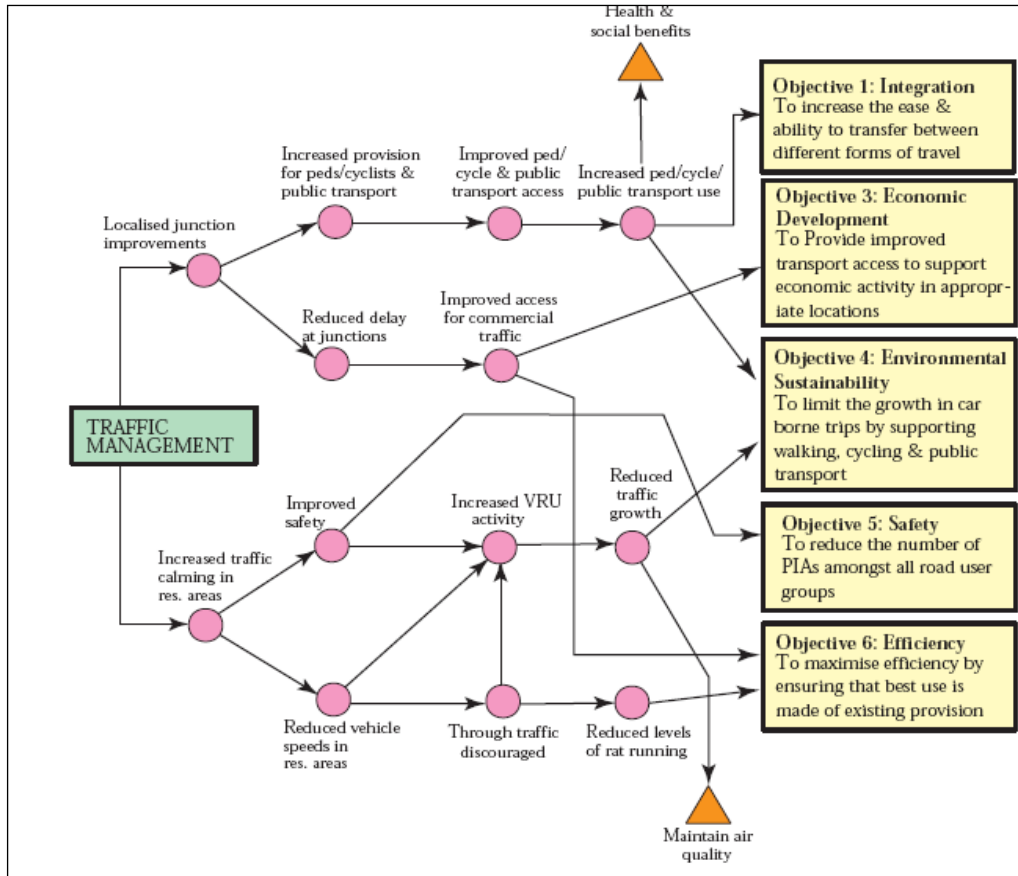 Health &
social benefits
Objective 1: Integration
To increase the ease &
ability to transfer between
different forms of travel
Increased provision
for peds/cyclists &
public transport
Improved ped/
cycle & public
transport access
Increased ped/cycle/
public transport use
Objective 3: Economic
Development
To Provide improved
transport access to support
economic activity in appropr-
iate locations
Localised junction
improvements
Reduced delay
at junctions
Improved access
for commercial
traffic
Objective 4: Environmental
Sustainability
To limit the growth in car
borne trips by supporting
walking, cycling & public
transport
TRAFFIC
MANAGEMENT
Improved
safety
Increased VRU
activity
Reduced
traffic
growth
Objective 5: Safety
To reduce the number of
PIAs amongst all road user
groups
Increased traffic
calming in
res. areas
Objective 6: Efficiency
To maximise efficiency by
ensuring that best use is
made of existing provision
Reduced vehicle
speeds in
res. areas
Through traffic
discouraged
Reduced levels
of rat running
Maintain air
quality